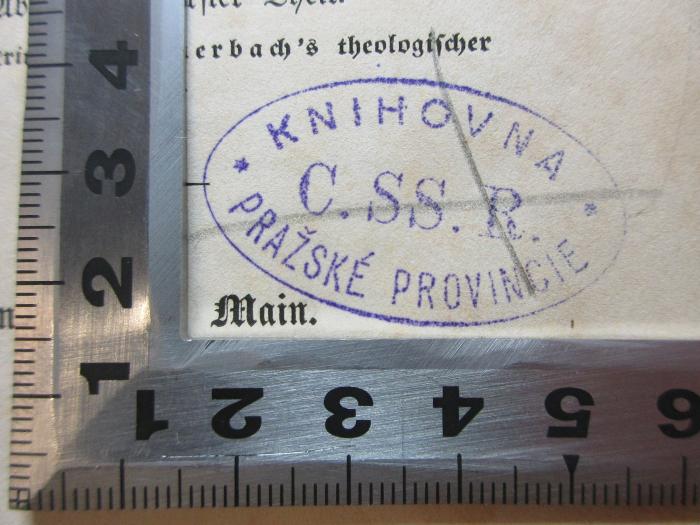 erbach's theologischer
KNIHOVNA
C. SS. R.
PRAŽSKÉ PROVINCIE
Main.
4
3
2
1
1 2 3 4 5 6